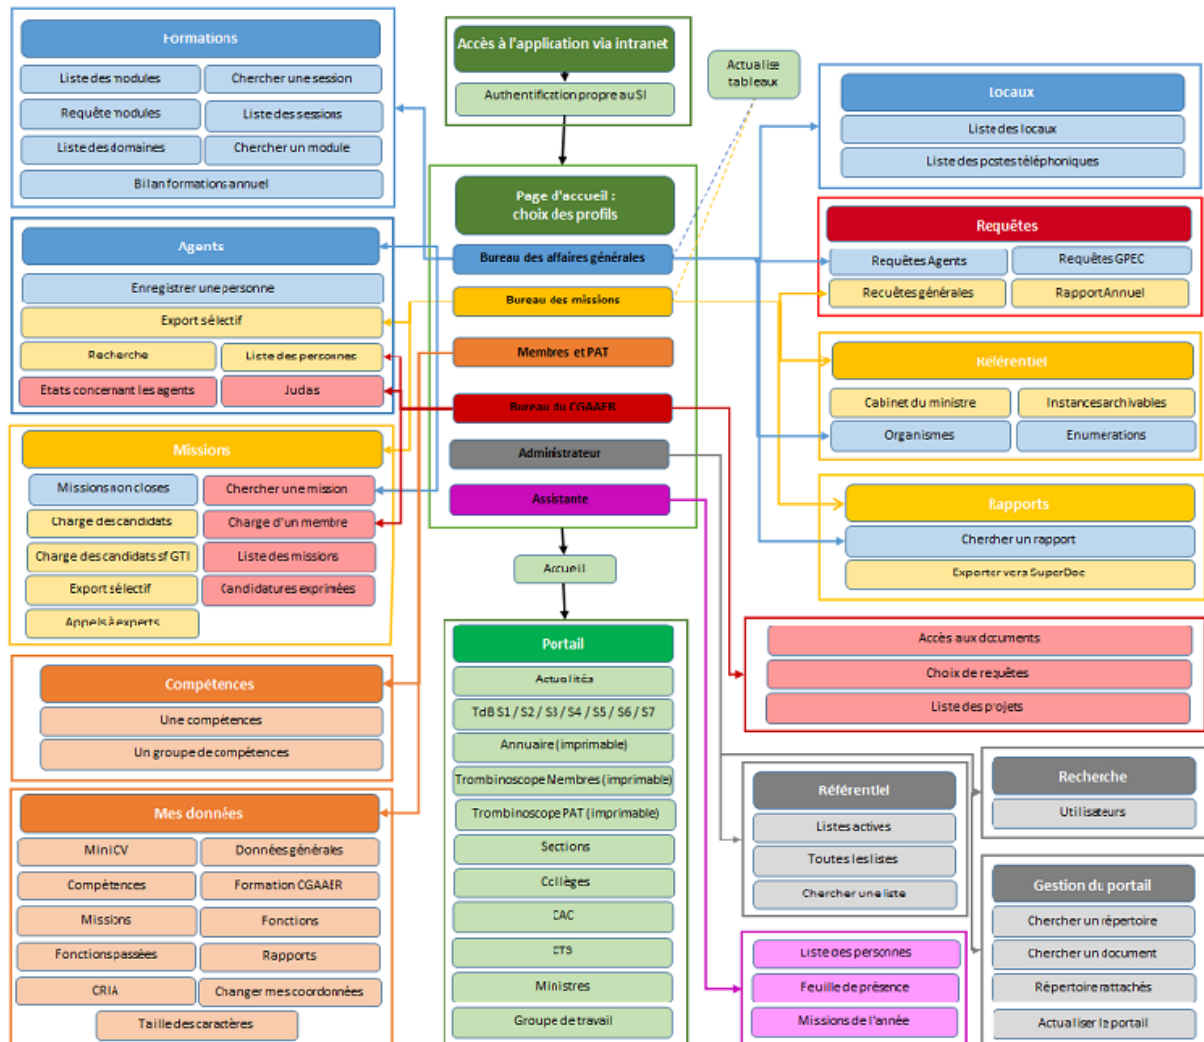 Formations
Liste des modules
Chercher une session
Requête modules
Liste des sessions
Liste des domaines
Chercher un module
Bilan formations annuel
Agents
Enregistrer une personne
Export sélectif
Recherche
Liste des personnes
Etats concernant les agents
Judas
Missions
Missions non closes
Chercher une mission
Charge des candidats
Charge d'un membre
Charge des candidats sf GTI
Liste des missions
Export sélectif
Candidatures exprimées
Appels à experts
Compétences
Une compétences
Un groupe de compétences
Mes données
MiniCV
Données générales
Compétences
Formation CGAAER
Missions
Fonctions
Fonctions passées
Rapports
CRIA
Changer mes coordonnées
Taille des caractères
Accès à l'application via intranet
Authentification propre au SI
Page d'accueil :
choix des profils
Bureau des affaires générales
Bureau des missions
Membres et PAT
Bureau du CGAAER
Administrateur
Assistante
Accueil
Portail
Actualités
TdB S1 / S2 / S3 / S4 / S5 / S6 / S7
Annuaire (imprimable)
Trombinoscope Membres (imprimable)
Trombinoscope PAT (imprimable)
Sections
Collèges
CAC
CTS
Ministres
Groupe de travail
Actualise
tableaux
Locaux
Liste des locaux
Liste des postes téléphoniques
Requêtes
Requêtes Agents
Requêtes GPEC
Requêtes générales
Rapport Annuel
Référentiel
Cabinet du ministre
Instances archivables
Organismes
Enumerations
Rapports
Chercher un rapport
Exporter vers SuperDoc
Accès aux documents
Choix de requêtes
Liste des projets
Référentiel
Listes actives
Toutes les lises
Chercher une liste
Recherche
Utilisateurs
Gestion du portail
Chercher un répertoire
Chercher un document
Répertoire rattachés
Actualiser le portail
Liste des personnes
Feuille de présence
Missions de l'année